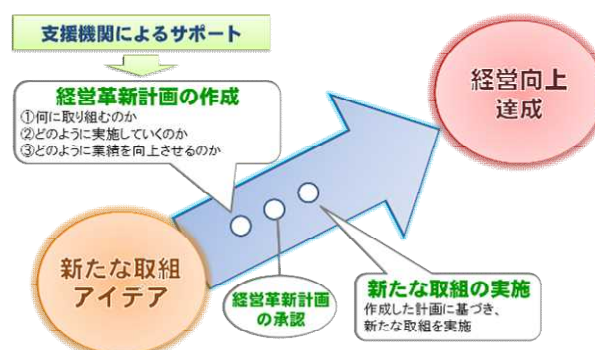 支援機関によるサポート
経営革新計画の作成
①何に取り組むのか
②どのように実施していくのか
③どのように業績を向上させるのか
経営向上
達成
新たな取組
アイデア
経営革新計画
の承認
新たな取組の実施
作成した計画に基づき、
新たな取組を実施